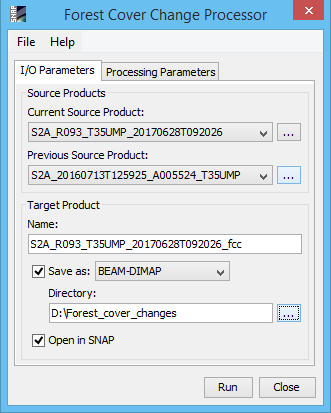 SNAP
Forest Cover Change Processor
File Help
I/O Parameters Processing Parameters
Source Products
Current Source Product:
S2A_R093_T35UMP_20170628T092026
...
Previous Source Product:
S2A_20160713T125925_A005524_T35UMP
...
Target Product
Name:
S2A_R093_T35UMP_20170628T092026_fcc
Save as: BEAM-DIMAP
Directory:
D:\Forest_cover_changes
...
Open in SNAP
Run Close